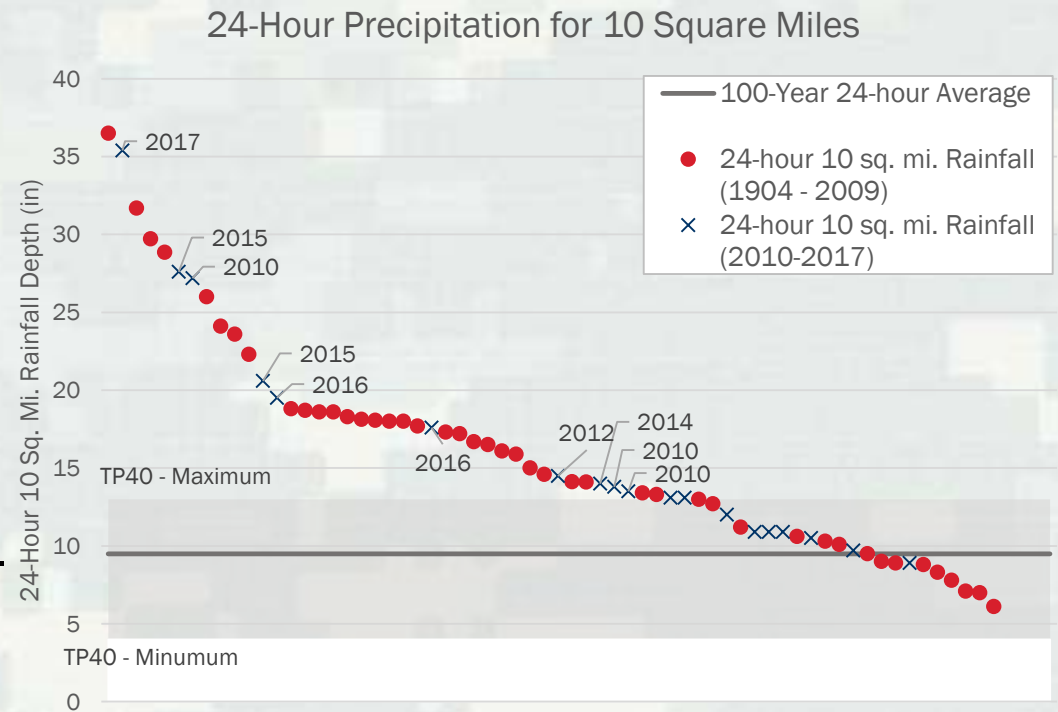 24-Hour Precipitation for 10 Square Miles
24-Hour 10 Sq. Mi. Rainfall Depth (in)
40
35
30
25
20
15
10
5
0
100-Year 24-hour Average
24-hour 10 sq. mi. Rainfall
(1904 - 2009)
24-hour 10 sq. mi. Rainfall
(2010-2017)
2017
2015
2010
2015
2016
2016
2012
2014
2010
2010
TP40 - Maximum
TP40 - Minumum